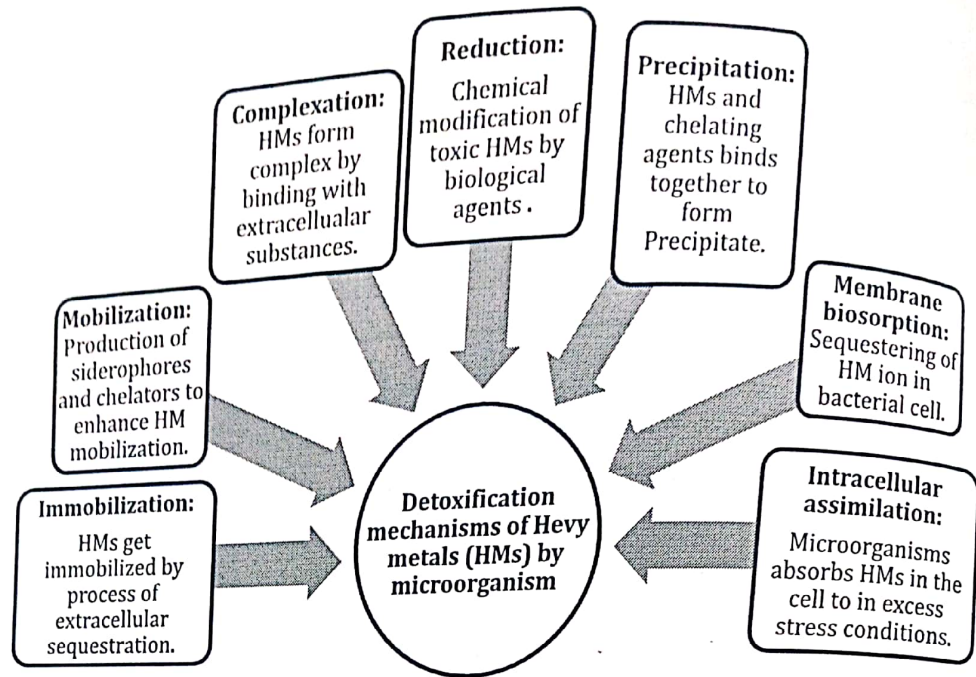 Immobilization:
HMs get
immobilized by
process of
extracellular
sequestration.
Mobilization:
Production of
siderophores
and chelators to
enhance HM
mobilization.
Complexation:
HMs form
complex by
binding with
extracellualar
substances.
Reduction:
Chemical
modification of
toxic HMs by
biological
agents .
Precipitation:
HMs and
chelating
agents binds
together to
form
Precipitate.
Membrane
biosorption:
Sequestering of
HM ion in
bacterial cell.
Intracellular
assimilation:
Microorganisms
absorbs HMs in the
cell to in excess
stress conditions.
Detoxification
mechanisms of Hevy
metals (HMs) by
microorganism